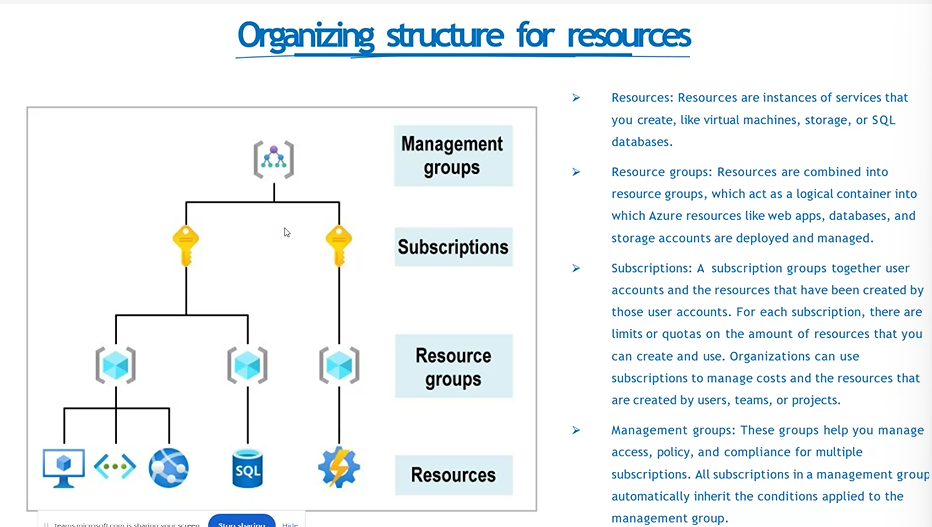 Organizing structure for resources
Management
groups
Subscriptions
Resource
groups
SQL
Resources
Resources: Resources are instances of services that
you create, like virtual machines, storage, or SQL
databases.
Resource groups: Resources are combined into
resource groups, which act as a logical container into
which Azure resources like web apps, databases, and
storage accounts are deployed and managed.
Subscriptions: A subscription groups together user
accounts and the resources that have been created by
those user accounts. For each subscription, there are
limits or quotas on the amount of resources that you
can create and use. Organizations can use
subscriptions to manage costs and the resources that
are created by users, teams, or projects.
Management groups: These groups help you manage
access, policy, and compliance for multiple
subscriptions. All subscriptions in a management group
automatically inherit the conditions applied to the
management group.
teams.microsoft.com is sharing your screen.
Stop sharing
Hide